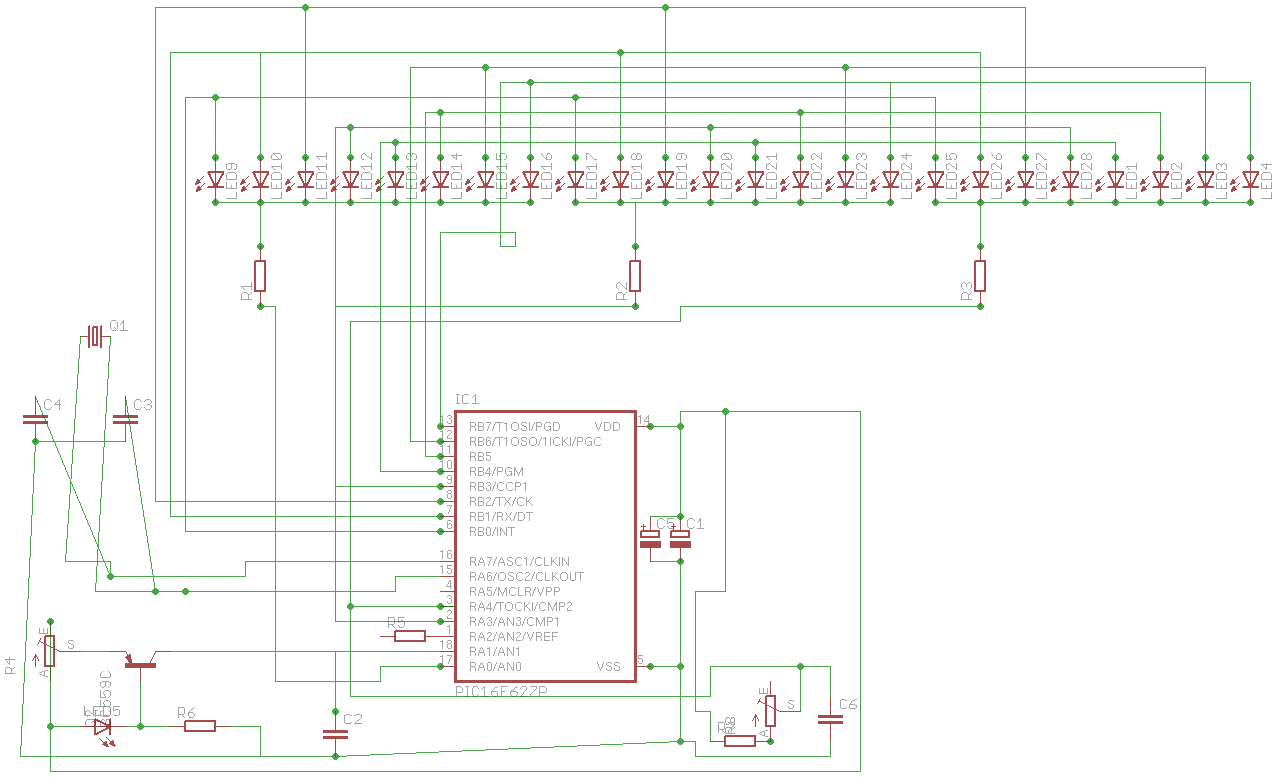 LED9
LED10
LED11
LED12
LED13
LED14
LED15
LED16
LED17
LED18
LED19
LED20
LED21
LED22
LED23
LED24
LED25
LED26
LED27
LED28
LED1
LED2
LED3
LED4
R1
R2
R3
Q1
C4
C3
IC1
13 RB7/T1OSI/PGD VDD 14
12 RB6/T1OSO/1ICKI/PGC
11 RB5
10 RB4/PGM
9 RB3/CCP1
8 RB2/TX/CK
7 RB1/RX/DT
6 RB0/INT
C5 C1
16 RA7/ASC1/CLKIN
15 RA6/OSC2/CLKOUT
4 RA5/MCLR/VPP
3 RA4/TOCKI/CMP2
2 RA3/AN3/CMP1
R5 1 RA2/AN2/VREF
18 RA1/AN1
17 RA0/AN0 VSS 5
PIC16F627P
R4
E
S
A
R6
C2
E
S
A
C6